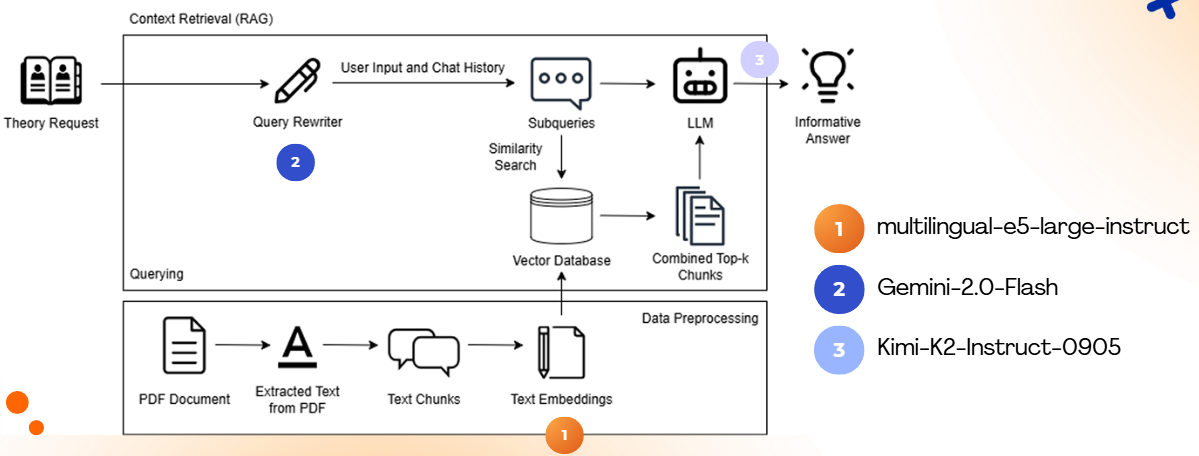 Context Retrieval (RAG)
Theory Request
Query Rewriter
2
User Input and Chat History
Subqueries
LLM
3
Informative
Answer
Similarity
Search
Vector Database
Combined Top-k
Chunks
Querying
Data Preprocessing
PDF Document
A
Extracted Text
from PDF
Text Chunks
Text Embeddings
1
1 multilingual-e5-large-instruct
2 Gemini-2.0-Flash
3 Kimi-K2-Instruct-0905